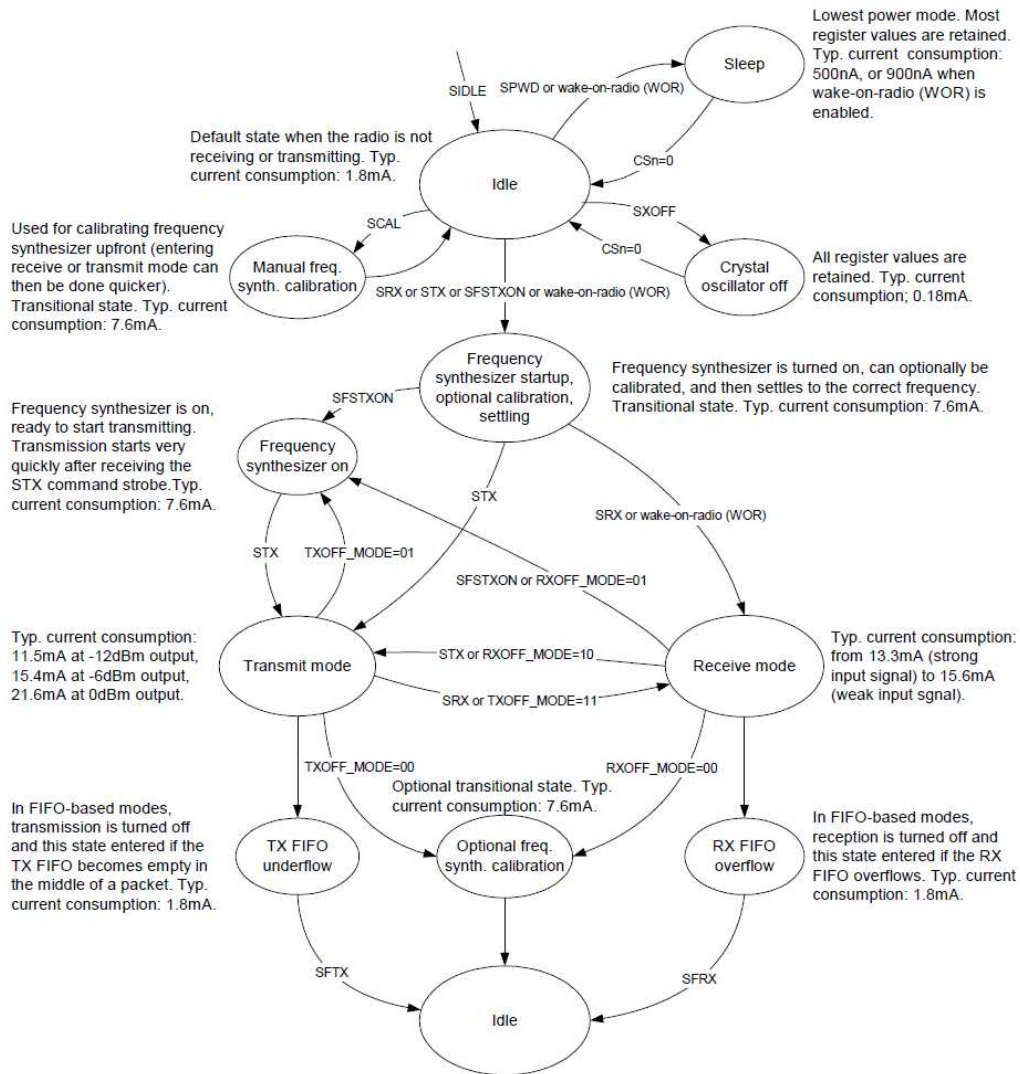 Lowest power mode. Most
register values are retained.
Typ. current consumption:
500nA, or 900nA when
wake-on-radio (WOR) is
enabled.
Sleep
SIDLE
SPWD or wake-on-radio (WOR)
Default state when the radio is not
receiving or transmitting. Typ.
current consumption: 1.8mA.
CSn=0
Idle
SXOFF
SCAL
CSn=0
Used for calibrating frequency
synthesizer upfront (entering
receive or transmit mode can
then be done quicker).
Transitional state. Typ. current
consumption: 7.6mA.
Manual freq.
synth. calibration
Crystal
oscillator off
All register values are
retained. Typ. current
consumption; 0.18mA.
SRX or STX or SFSTXON or wake-on-radio (WOR)
Frequency
synthesizer startup,
optional calibration,
settling
Frequency synthesizer is turned on, can optionally be
calibrated, and then settles to the correct frequency.
Transitional state. Typ. current consumption: 7.6mA.
SFSTXON
Frequency synthesizer is on,
ready to start transmitting.
Transmission starts very
quickly after receiving the
STX command strobe.Typ.
current consumption: 7.6mA.
Frequency
synthesizer on
STX
SRX or wake-on-radio (WOR)
STX
TXOFF_MODE=01
SFSTXON or RXOFF_MODE=01
Typ. current consumption:
11.5mA at -12dBm output,
15.4mA at -6dBm output,
21.6mA at 0dBm output.
Transmit mode
STX or RXOFF_MODE=10
SRX or TXOFF_MODE=11
Receive mode
Typ. current consumption:
from 13.3mA (strong
input signal) to 15.6mA
(weak input sgnal).
TXOFF_MODE=00
RXOFF_MODE=00
Optional transitional state. Typ.
current consumption: 7.6mA.
In FIFO-based modes,
transmission is turned off
and this state entered if the
TX FIFO becomes empty in
the middle of a packet. Typ.
current consumption: 1.8mA.
TX FIFO
underflow
Optional freq.
synth. calibration
RX FIFO
overflow
In FIFO-based modes,
reception is turned off and
this state entered if the RX
FIFO overflows. Typ. current
consumption: 1.8mA.
SFTX
SFRX
Idle